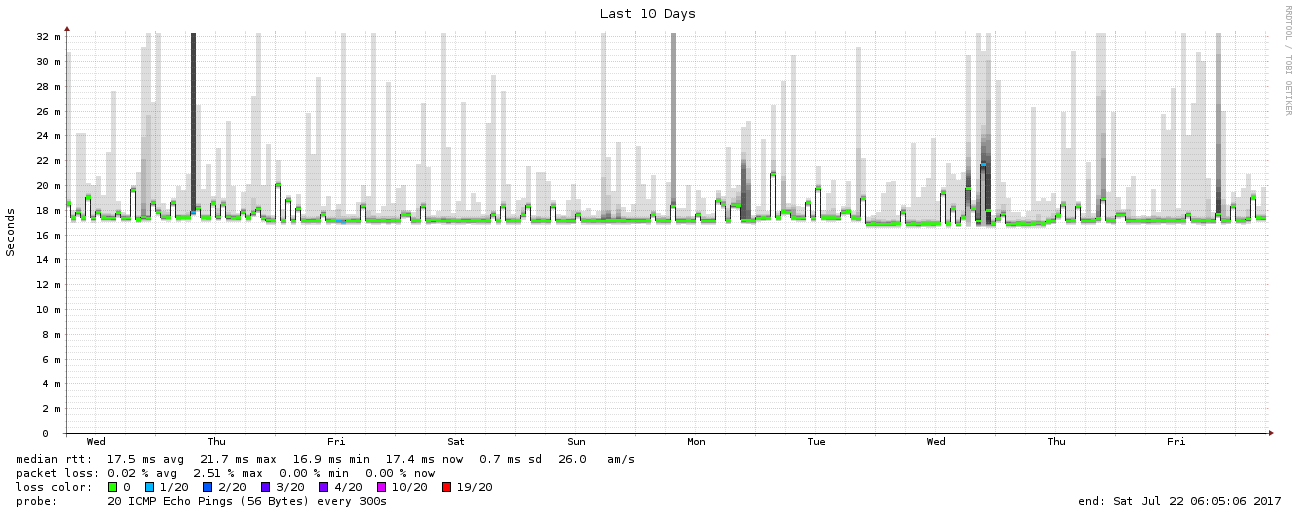 Last 10 Days
RRDTOOL / TOBI OETIKER
Seconds
32 m
30 m
28 m
26 m
24 m
22 m
20 m
18 m
16 m
14 m
12 m
10 m
8 m
6 m
4 m
2 m
0
Wed Thu Fri Sat Sun Mon Tue Wed Thu Fri
median rtt: 17.5 ms avg 21.7 ms max 16.9 ms min 17.4 ms now 0.7 ms sd 26.0 am/s
packet loss: 0.02 % avg 2.51 % max 0.00 % min 0.00 % now
loss color: 0 1/20 2/20 3/20 4/20 10/20 19/20
probe: 20 ICMP Echo Pings (56 Bytes) every 300s end: Sat Jul 22 06:05:06 2017